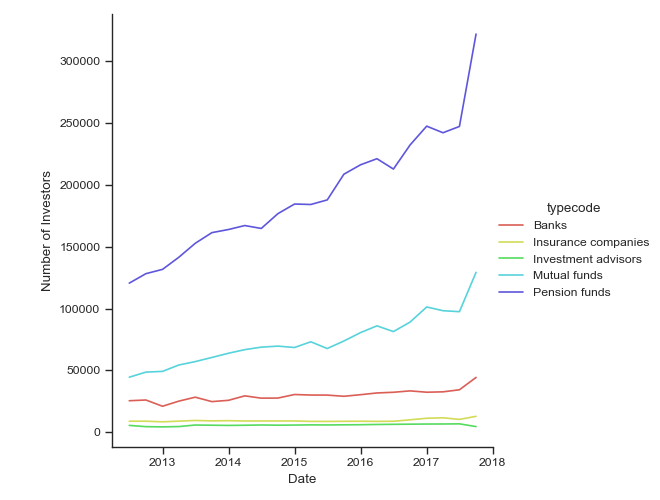 300000
250000
200000
150000
100000
50000
0
Number of Investors
2013 2014 2015 2016 2017 2018
Date
typecode
Banks
Insurance companies
Investment advisors
Mutual funds
Pension funds